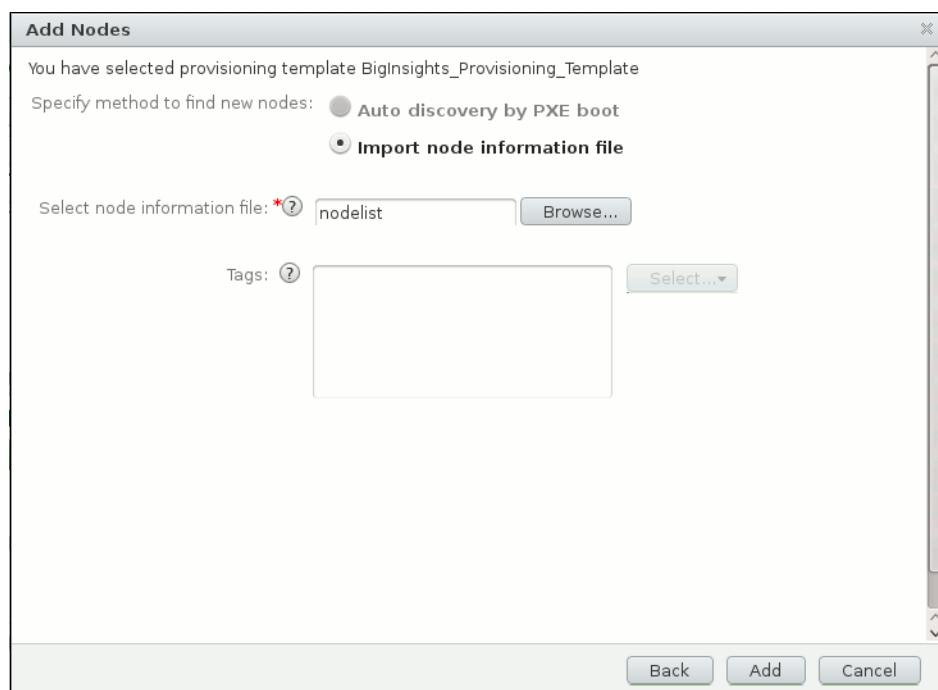 Add Nodes
You have selected provisioning template BigInsights_Provisioning_Template
Specify method to find new nodes: Auto discovery by PXE boot
Import node information file
Select node information file: *? nodelist Browse...
Tags: ? Select...
Back Add Cancel